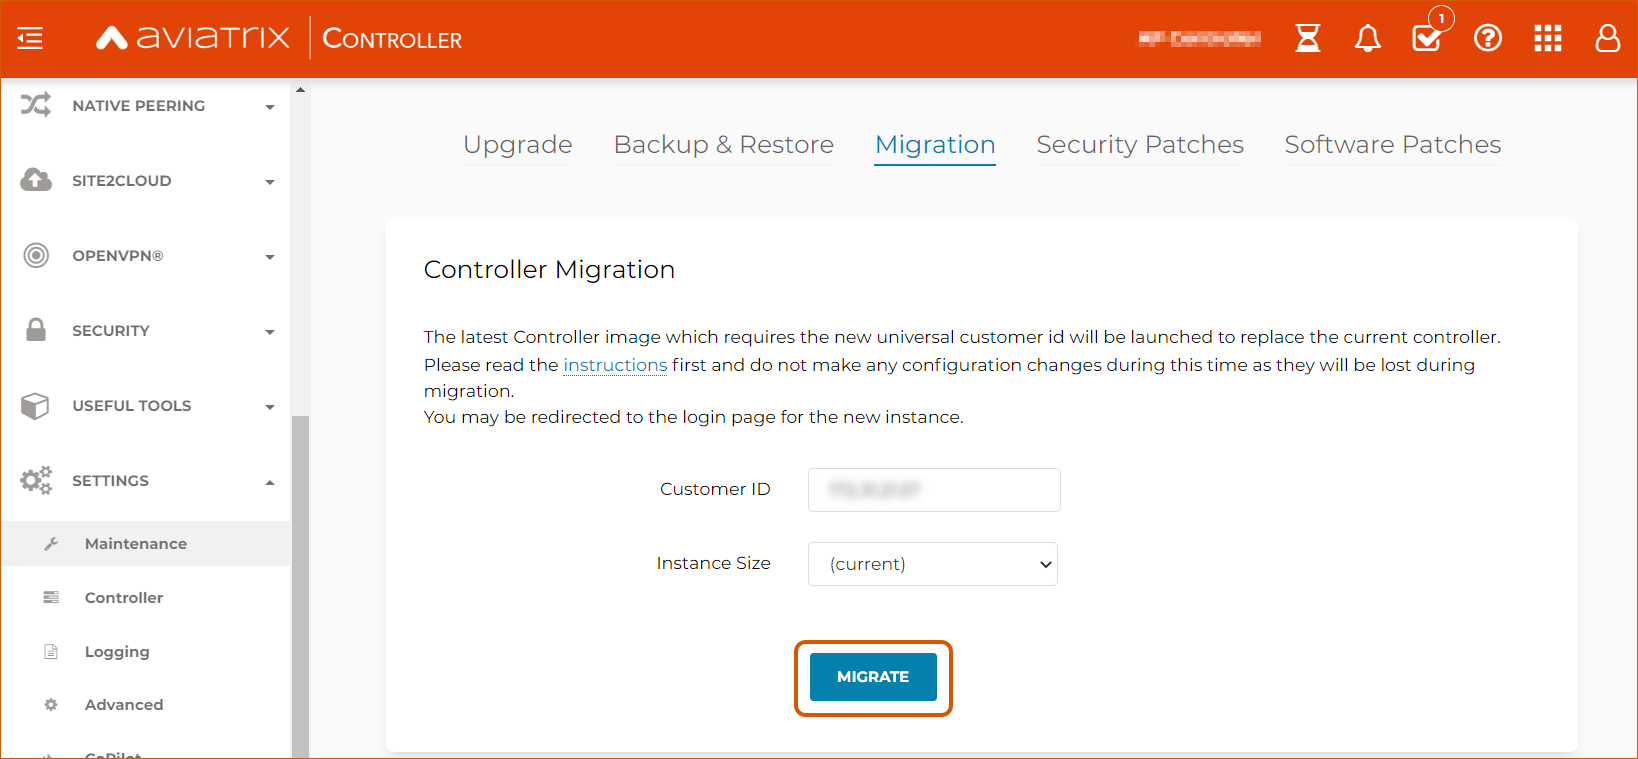 aviatrix CONTROLLER
1
NATIVE PEERING
SITE2CLOUD
OPENVPN®
SECURITY
USEFUL TOOLS
SETTINGS
Maintenance
Controller
Logging
Advanced
CoPilot
Upgrade Backup & Restore Migration Security Patches Software Patches
Controller Migration
The latest Controller image which requires the new universal customer id will be launched to replace the current controller.
Please read the instructions first and do not make any configuration changes during this time as they will be lost during
migration.
You may be redirected to the login page for the new instance.
Customer ID
Instance Size (current)
MIGRATE